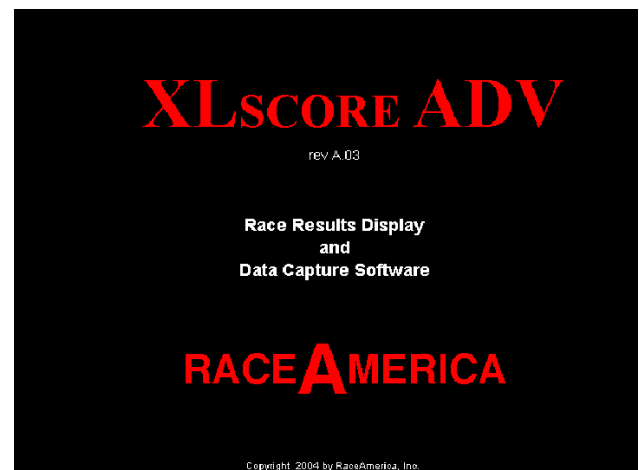 XLSCORE ADV
rev A.03
Race Results Display
and
Data Capture Software
RACEAMERICA
Copyright 2004 by RaceAmerica, Inc.